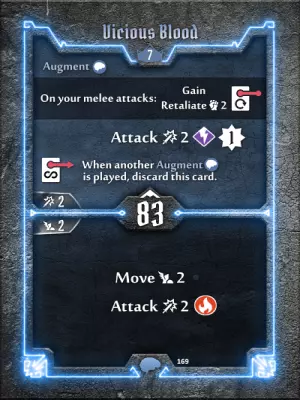 Vicious Blood
7
Augment
On your melee attacks: Gain
Retaliate 2
Attack 2 1
When another Augment
is played, discard this card.
2
83
2
Move 2
Attack 2
169